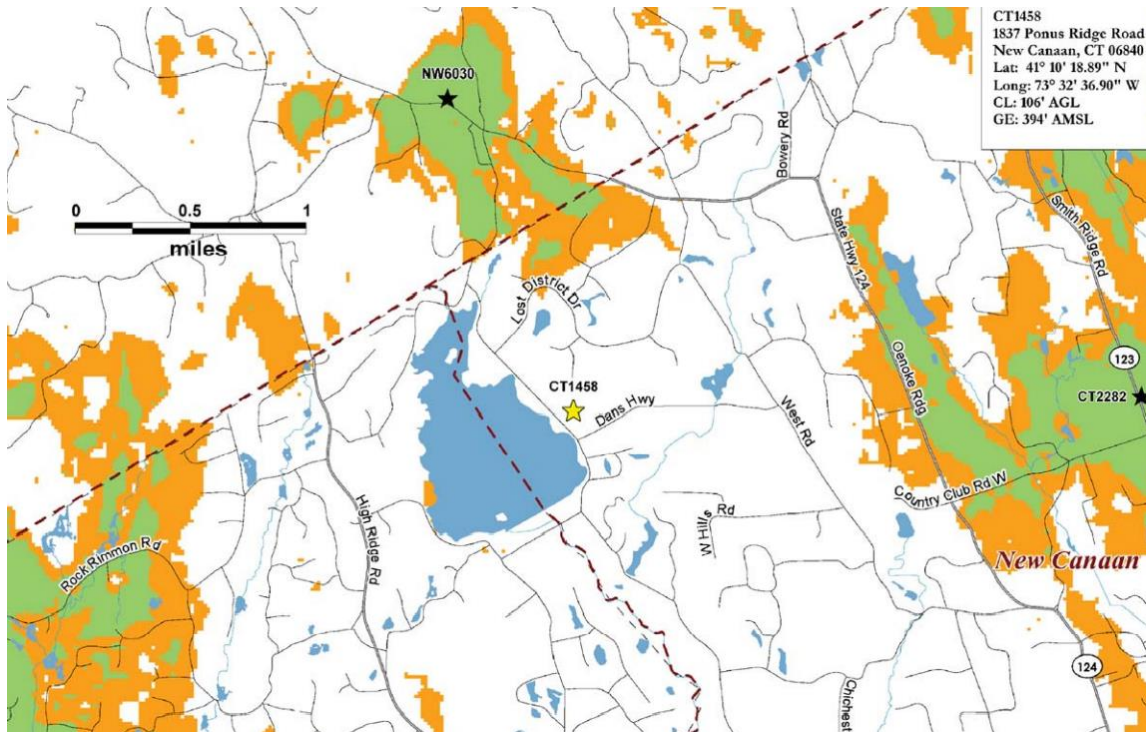 CT1458
1837 Ponus Ridge Road
New Canaan, CT 06840
Lat: 41° 10' 18.89" N
Long: 73° 32' 36.90" W
CL: 106' AGL
GE: 394' AMSL
NW6030
Bowery Rd
0 0.5 1
miles
State Hwy 124
Smith Ridge Rd
Lost District Dr
123
CT1458
Dans Hwy
Oenoke Rdg
CT2282
West Rd
Country Club Rd W
High Ridge Rd
W Hills Rd
Rock Rimmon Rd
New Canaan
124
Chichest